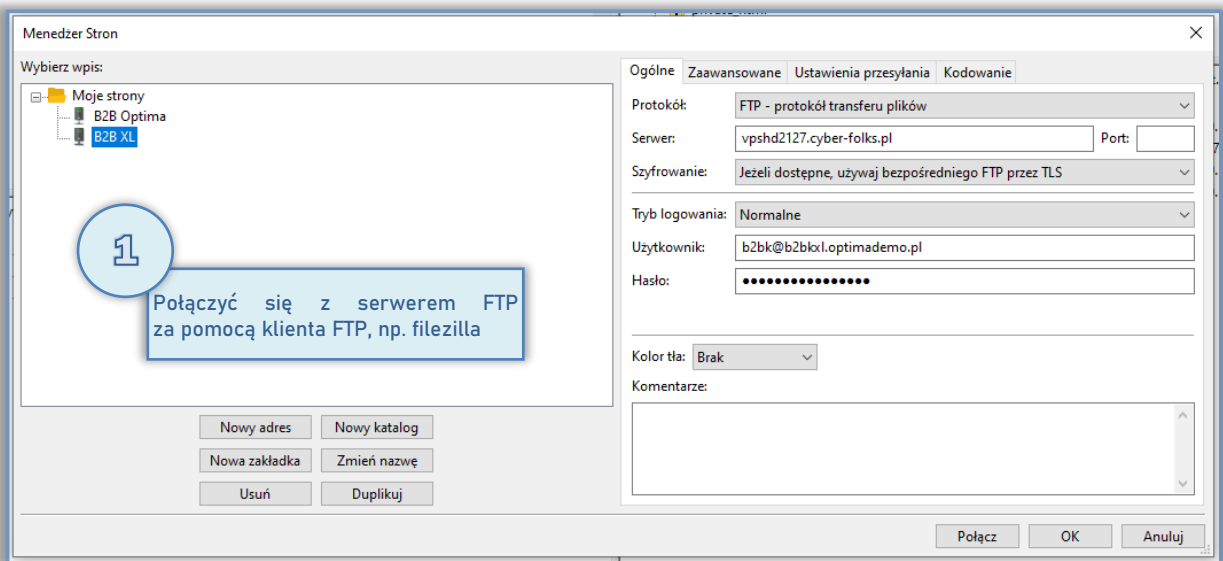 private_html
Menedżer Stron
Wybierz wpis:
Moje strony
B2B Optima
B2B XL
1
Połączyć się z serwerem FTP
za pomocą klienta FTP, np. filezilla
Nowy adres Nowy katalog
Nowa zakładka Zmień nazwę
Usuń Duplikuj
Ogólne Zaawansowane Ustawienia przesyłania Kodowanie
Protokół: FTP - protokół transferu plików
Serwer: vpshd2127.cyber-folks.pl Port:
Szyfrowanie: Jeżeli dostępne, używaj bezpośredniego FTP przez TLS
Tryb logowania: Normalne
Użytkownik: b2bk@b2bkxl.optimademo.pl
Hasło: ●●●●●●●●●●●●●●●●
Kolor tła: Brak
Komentarze:
Połącz OK Anuluj